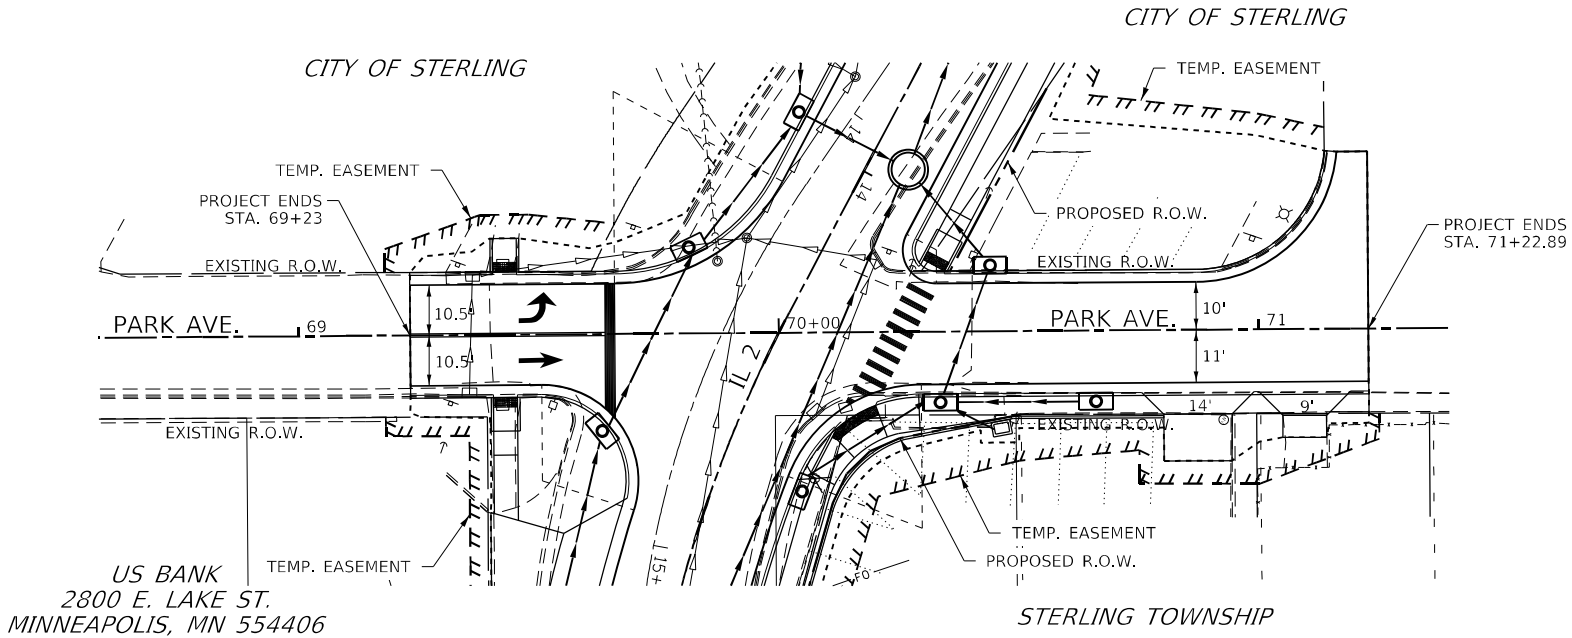 CITY OF STERLING
CITY OF STERLING
TEMP. EASEMENT
TEMP. EASEMENT
PROJECT ENDS
STA. 69+23
14
PROPOSED R.O.W.
PROJECT ENDS
STA. 71+22.89
EXISTING R.O.W.
EXISTING R.O.W.
10.5'
10'
PARK AVE.
69
70+00
PARK AVE.
71
10.5'
11'
IL 2
14'
9'
EXISTING R.O.W.
EXISTING R.O.W.
TEMP. EASEMENT
PROPOSED R.O.W.
TEMP. EASEMENT
15+
FO
US BANK
2800 E. LAKE ST.
MINNEAPOLIS, MN 554406
STERLING TOWNSHIP